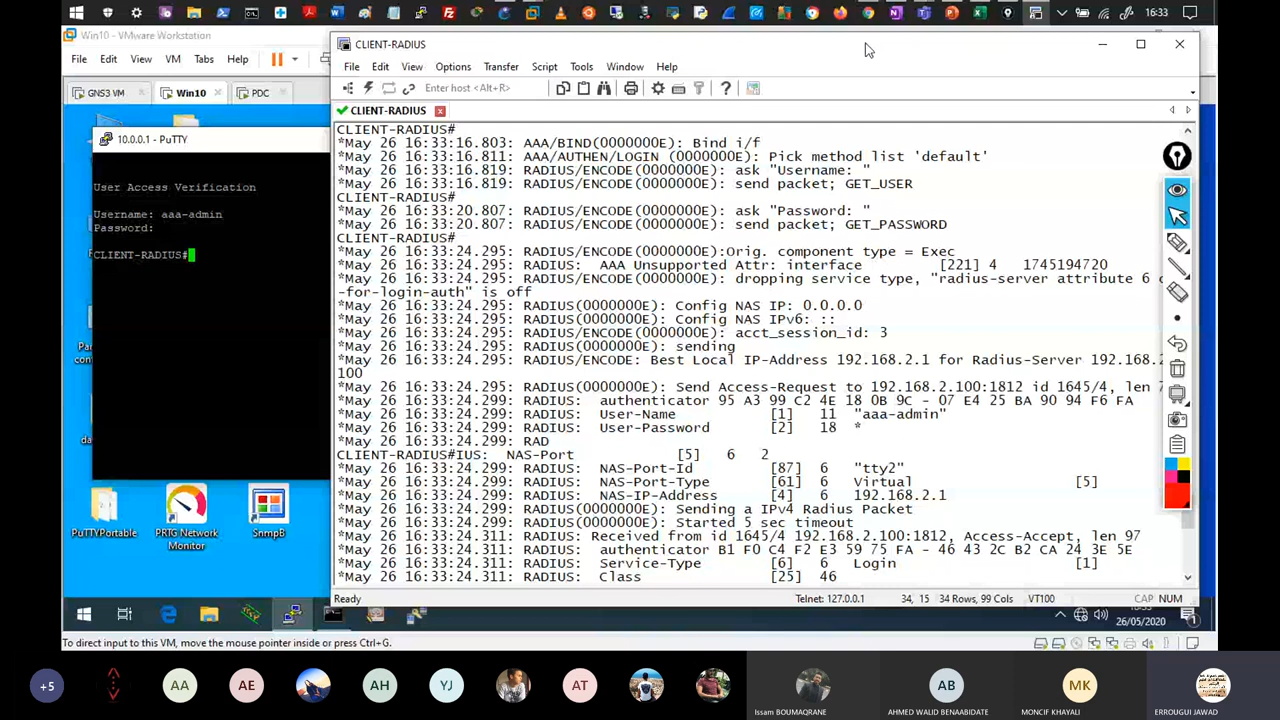 16:33
Win10 - VMware Workstation
File Edit View VM Tabs Help
GNS3 VM Win10 PDC
10.0.0.1 - PuTTY
User Access Verification
Username: aaa-admin
Password:
CLIENT-RADIUS#
PuTTYPortable
PRTG Network Monitor
SnmpB
CLIENT-RADIUS
File Edit View Options Transfer Script Tools Window Help
Enter host <Alt+R>
CLIENT-RADIUS
CLIENT-RADIUS#
*May 26 16:33:16.803: AAA/BIND(0000000E): Bind i/f
*May 26 16:33:16.811: AAA/AUTHEN/LOGIN (0000000E): Pick method list 'default'
*May 26 16:33:16.819: RADIUS/ENCODE(0000000E): ask "Username: "
*May 26 16:33:16.819: RADIUS/ENCODE(0000000E): send packet; GET_USER
CLIENT-RADIUS#
*May 26 16:33:20.807: RADIUS/ENCODE(0000000E): ask "Password: "
*May 26 16:33:20.807: RADIUS/ENCODE(0000000E): send packet; GET_PASSWORD
CLIENT-RADIUS#
*May 26 16:33:24.295: RADIUS/ENCODE(0000000E):Orig. component type = Exec
*May 26 16:33:24.295: RADIUS: AAA Unsupported Attr: interface [221] 4 1745194720
*May 26 16:33:24.295: RADIUS/ENCODE(0000000E): dropping service type, "radius-server attribute 6
-for-login-auth" is off
*May 26 16:33:24.295: RADIUS(0000000E): Config NAS IP: 0.0.0.0
*May 26 16:33:24.295: RADIUS(0000000E): Config NAS IPv6: ::
*May 26 16:33:24.295: RADIUS/ENCODE(0000000E): acct_session_id: 3
*May 26 16:33:24.295: RADIUS(0000000E): sending
*May 26 16:33:24.295: RADIUS/ENCODE: Best Local IP-Address 192.168.2.1 for Radius-Server 192.168.2
100
*May 26 16:33:24.295: RADIUS(0000000E): Send Access-Request to 192.168.2.100:1812 id 1645/4, len 7
*May 26 16:33:24.295: RADIUS: authenticator 95 A3 99 C2 4E 18 0B 9C - 07 E4 25 BA 90 94 F6 FA
*May 26 16:33:24.299: RADIUS: User-Name [1] 11 "aaa-admin"
*May 26 16:33:24.299: RADIUS: User-Password [2] 18 *
*May 26 16:33:24.299: RAD
CLIENT-RADIUS#IUS: NAS-Port [5] 6 2
*May 26 16:33:24.299: RADIUS: NAS-Port-Id [87] 6 "tty2"
*May 26 16:33:24.299: RADIUS: NAS-Port-Type [61] 6 Virtual [5]
*May 26 16:33:24.299: RADIUS: NAS-IP-Address [4] 6 192.168.2.1
*May 26 16:33:24.299: RADIUS(0000000E): Sending a IPv4 Radius Packet
*May 26 16:33:24.299: RADIUS(0000000E): Started 5 sec timeout
*May 26 16:33:24.311: RADIUS: Received from id 1645/4 192.168.2.100:1812, Access-Accept, len 97
*May 26 16:33:24.311: RADIUS: authenticator B1 F0 C4 F2 E3 59 75 FA - 46 43 2C B2 CA 24 3E 5E
*May 26 16:33:24.311: RADIUS: Service-Type [6] 6 Login [1]
*May 26 16:33:24.311: RADIUS: Class [25] 46
Ready Telnet: 127.0.0.1 34, 15 34 Rows, 99 Cols VT100 CAP NUM
26/05/2020
To direct input to this VM, move the mouse pointer inside or press Ctrl+G.
+5 AA AE AH YJ AT AB MK
Issam BOUMAQRANE AHMED WALID BENAABIDATE MONCIF KHAYALI ERROUGUI JAWAD